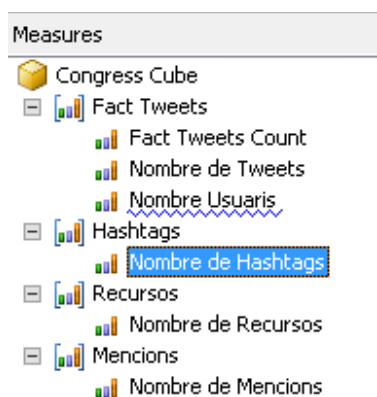 Measures
Congress Cube
Fact Tweets
Fact Tweets Count
Nombre de Tweets
Nombre Usuaris
Hashtags
Nombre de Hashtags
Recursos
Nombre de Recursos
Mencions
Nombre de Mencions